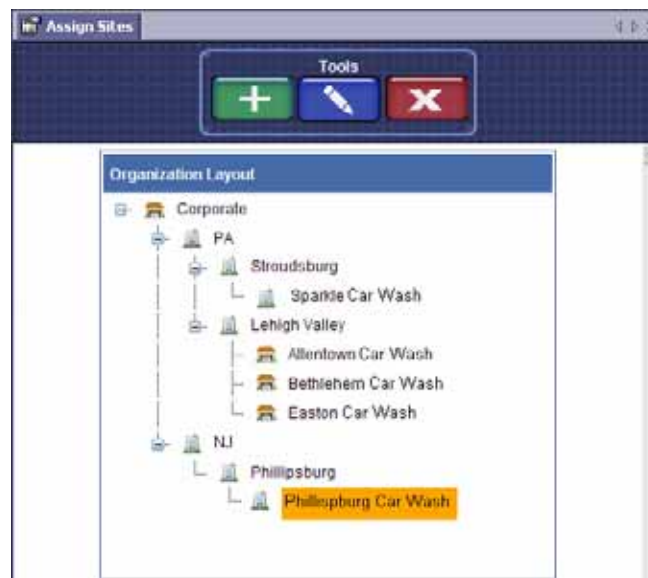 Assign Sites
Tools
Organization Layout
Corporate
PA
Stroudsburg
Sparkle Car Wash
Lehigh Valley
Allentown Car Wash
Bethlehem Car Wash
Easton Car Wash
NJ
Phillipsburg
Phillispburg Car Wash